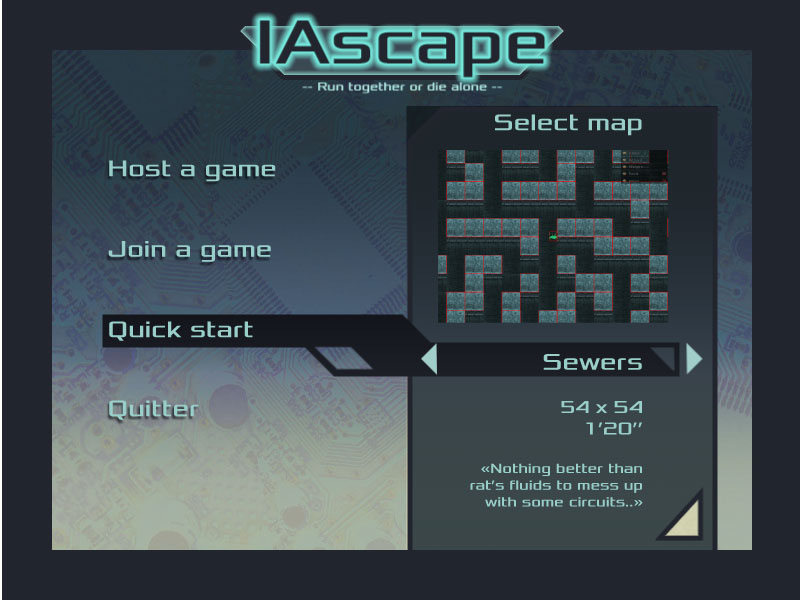 IAscape
-- Run together or die alone --
Host a game
Join a game
Quick start
Quitter
Select map
Sewers
54 x 54
1'20''
«Nothing better than
rat's fluids to mess up
with some circuits..»